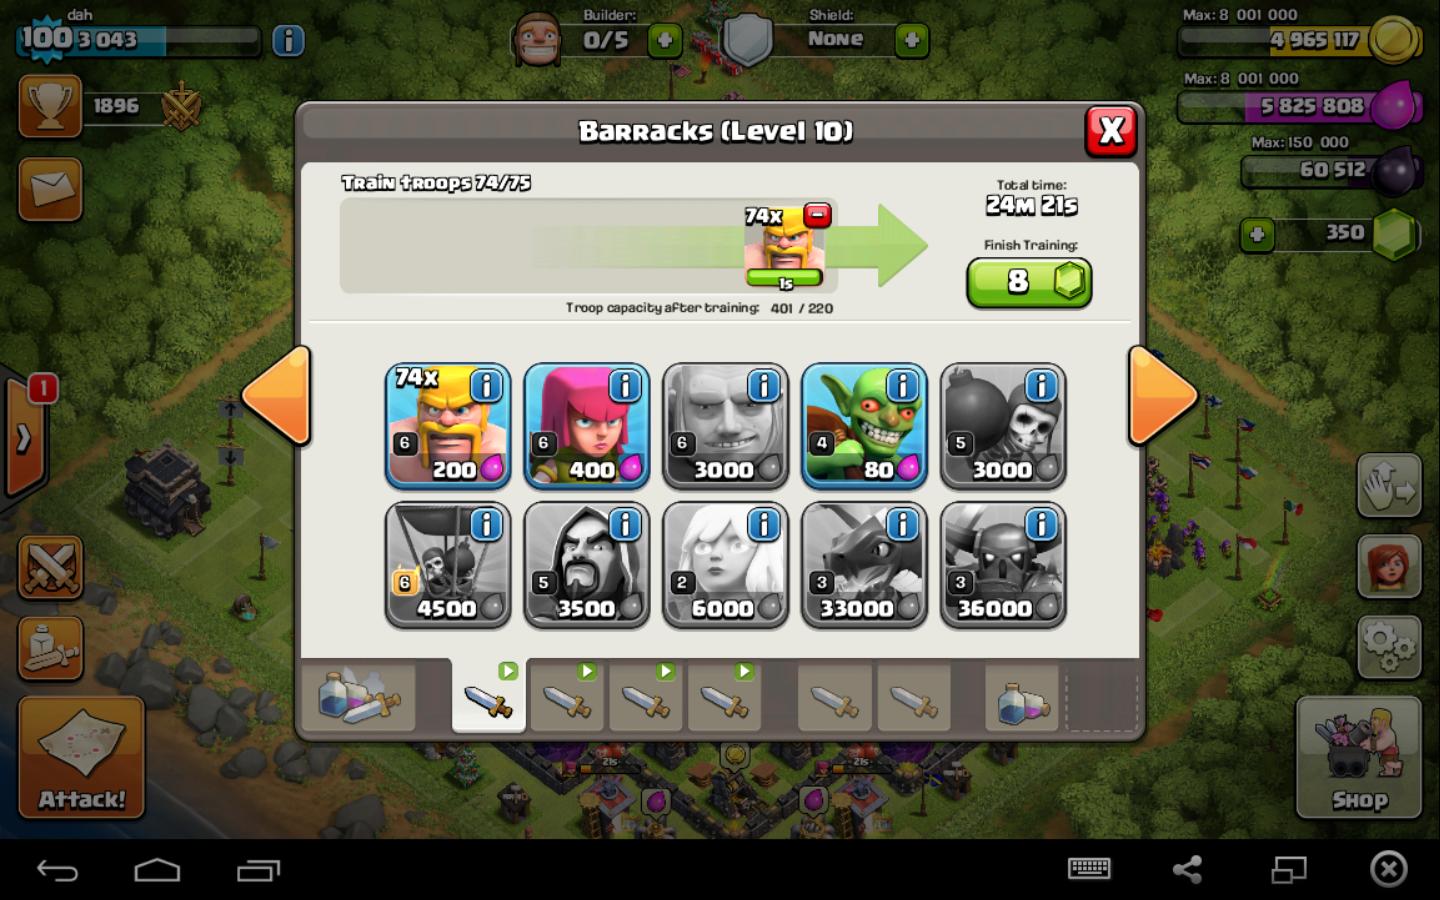 dah
100 3 043
Builder:
0/5
Shield:
None
Max: 8 001 000
4 965 117
1896
Max: 8 001 000
5 825 808
Max: 150 000
60 512
350
Barracks (Level 10)
X
Train troops 74/75
Total time:
24m 21s
74x
1s
Finish Training:
8
Troop capacity after training: 401 / 220
1
74x
6 200
6 400
6 3000
4 80
5 3000
6 4500
5 3500
2 6000
3 33000
3 36000
21s
21s
Attack!
Shop